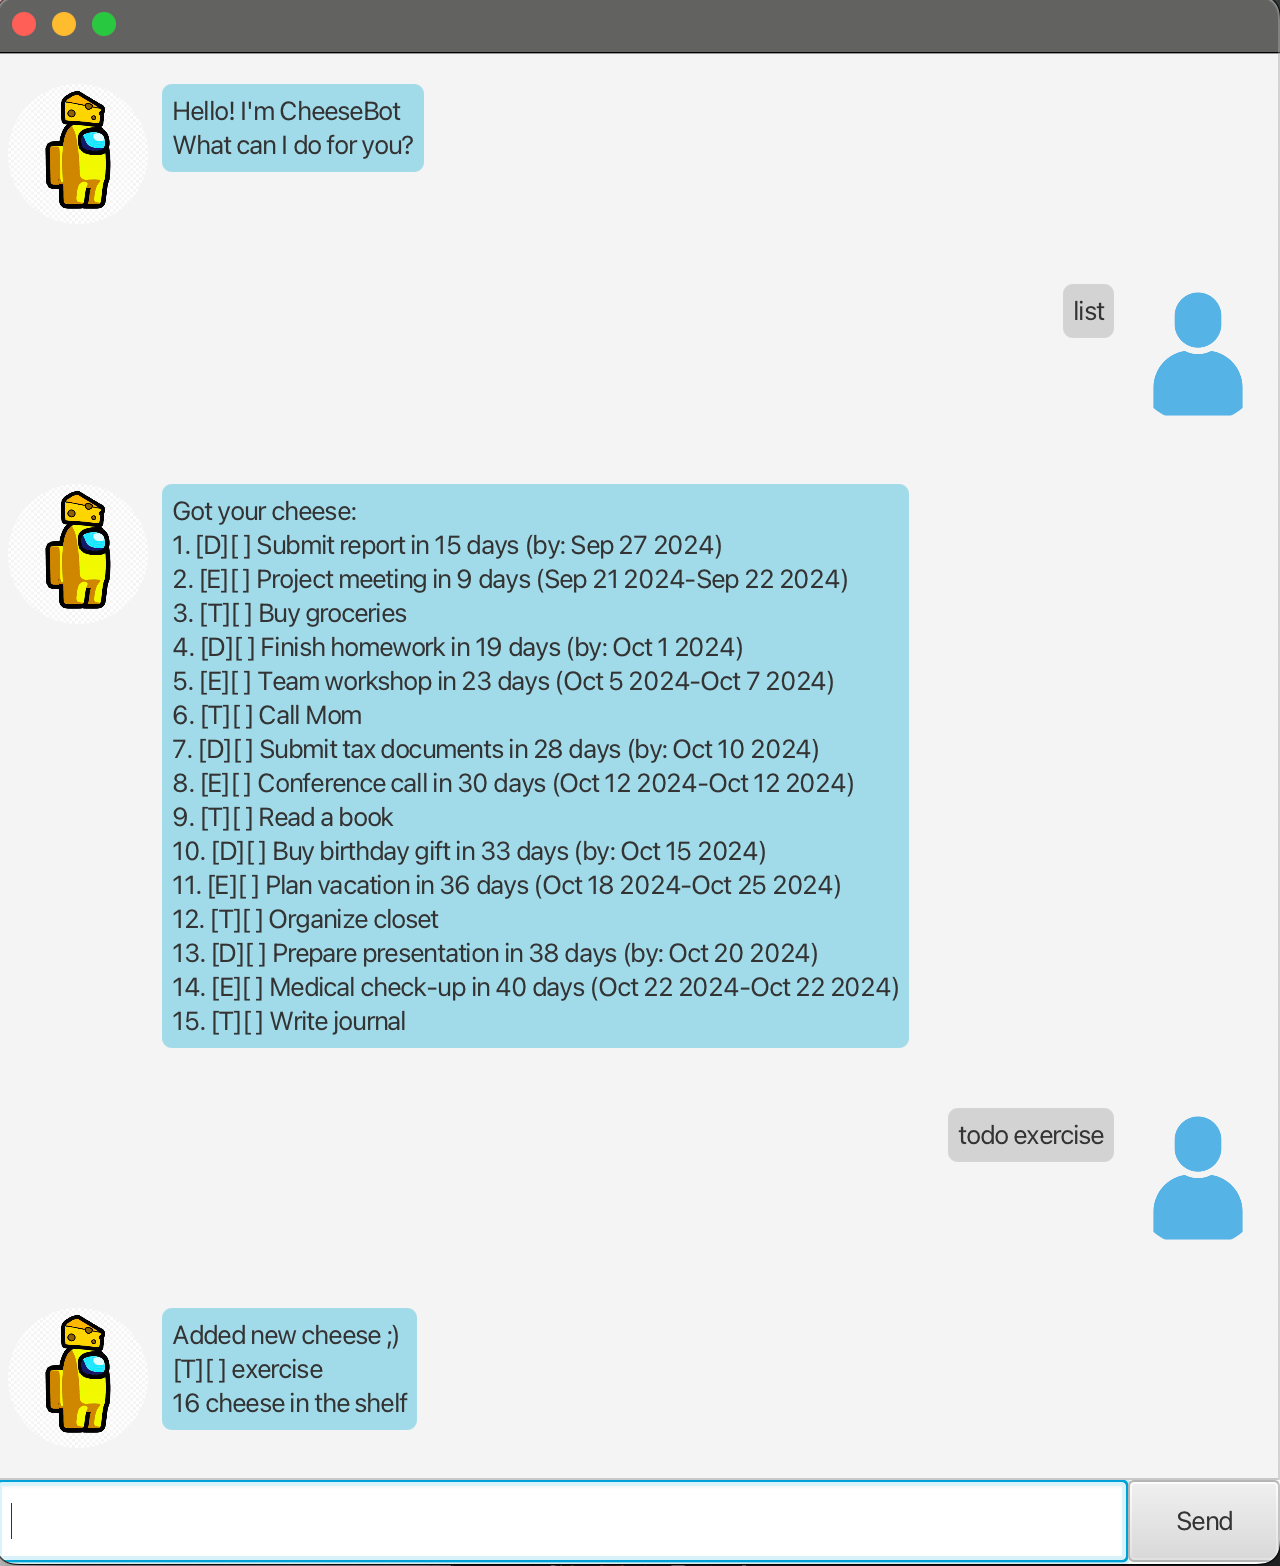 Hello! I'm CheeseBot
What can I do for you?
list
Got your cheese:
1. [D][ ] Submit report in 15 days (by: Sep 27 2024)
2. [E][ ] Project meeting in 9 days (Sep 21 2024-Sep 22 2024)
3. [T][ ] Buy groceries
4. [D][ ] Finish homework in 19 days (by: Oct 1 2024)
5. [E][ ] Team workshop in 23 days (Oct 5 2024-Oct 7 2024)
6. [T][ ] Call Mom
7. [D][ ] Submit tax documents in 28 days (by: Oct 10 2024)
8. [E][ ] Conference call in 30 days (Oct 12 2024-Oct 12 2024)
9. [T][ ] Read a book
10. [D][ ] Buy birthday gift in 33 days (by: Oct 15 2024)
11. [E][ ] Plan vacation in 36 days (Oct 18 2024-Oct 25 2024)
12. [T][ ] Organize closet
13. [D][ ] Prepare presentation in 38 days (by: Oct 20 2024)
14. [E][ ] Medical check-up in 40 days (Oct 22 2024-Oct 22 2024)
15. [T][ ] Write journal
todo exercise
Added new cheese ;)
[T][ ] exercise
16 cheese in the shelf
Send